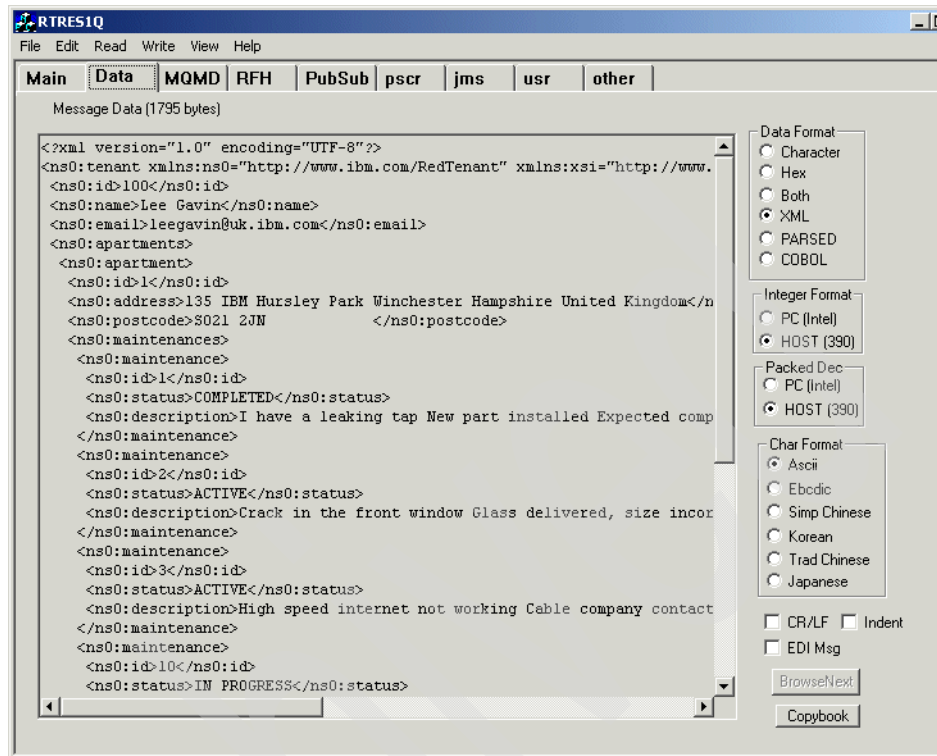 RTRES1Q
File Edit Read Write View Help
Main Data MQMD RFH PubSub pscr jms usr other
Message Data (1795 bytes)
<?xml version="1.0" encoding="UTF-8"?>
<ns0:tenant xmlns:ns0="http://www.ibm.com/RedTenant" xmlns:xsi="http://www.
<ns0:id>100</ns0:id>
<ns0:name>Lee Gavin</ns0:name>
<ns0:email>leegavin@uk.ibm.com</ns0:email>
<ns0:apartments>
<ns0:apartment>
<ns0:id>1</ns0:id>
<ns0:address>135 IBM Hursley Park Winchester Hampshire United Kingdom</n
<ns0:postcode>SO21 2JN </ns0:postcode>
<ns0:maintenances>
<ns0:maintenance>
<ns0:id>1</ns0:id>
<ns0:status>COMPLETED</ns0:status>
<ns0:description>I have a leaking tap New part installed Expected comp
</ns0:maintenance>
<ns0:maintenance>
<ns0:id>2</ns0:id>
<ns0:status>ACTIVE</ns0:status>
<ns0:description>Crack in the front window Glass delivered, size incor
</ns0:maintenance>
<ns0:maintenance>
<ns0:id>3</ns0:id>
<ns0:status>ACTIVE</ns0:status>
<ns0:description>High speed internet not working Cable company contact
</ns0:maintenance>
<ns0:maintenance>
<ns0:id>10</ns0:id>
<ns0:status>IN PROGRESS</ns0:status>
Data Format
Character
Hex
Both
XML
PARSED
COBOL
Integer Format
PC (Intel)
HOST (390)
Packed Dec
PC (Intel)
HOST (390)
Char Format
Ascii
Ebcdic
Simp Chinese
Korean
Trad Chinese
Japanese
CR/LF Indent
EDI Msg
BrowseNext
Copybook